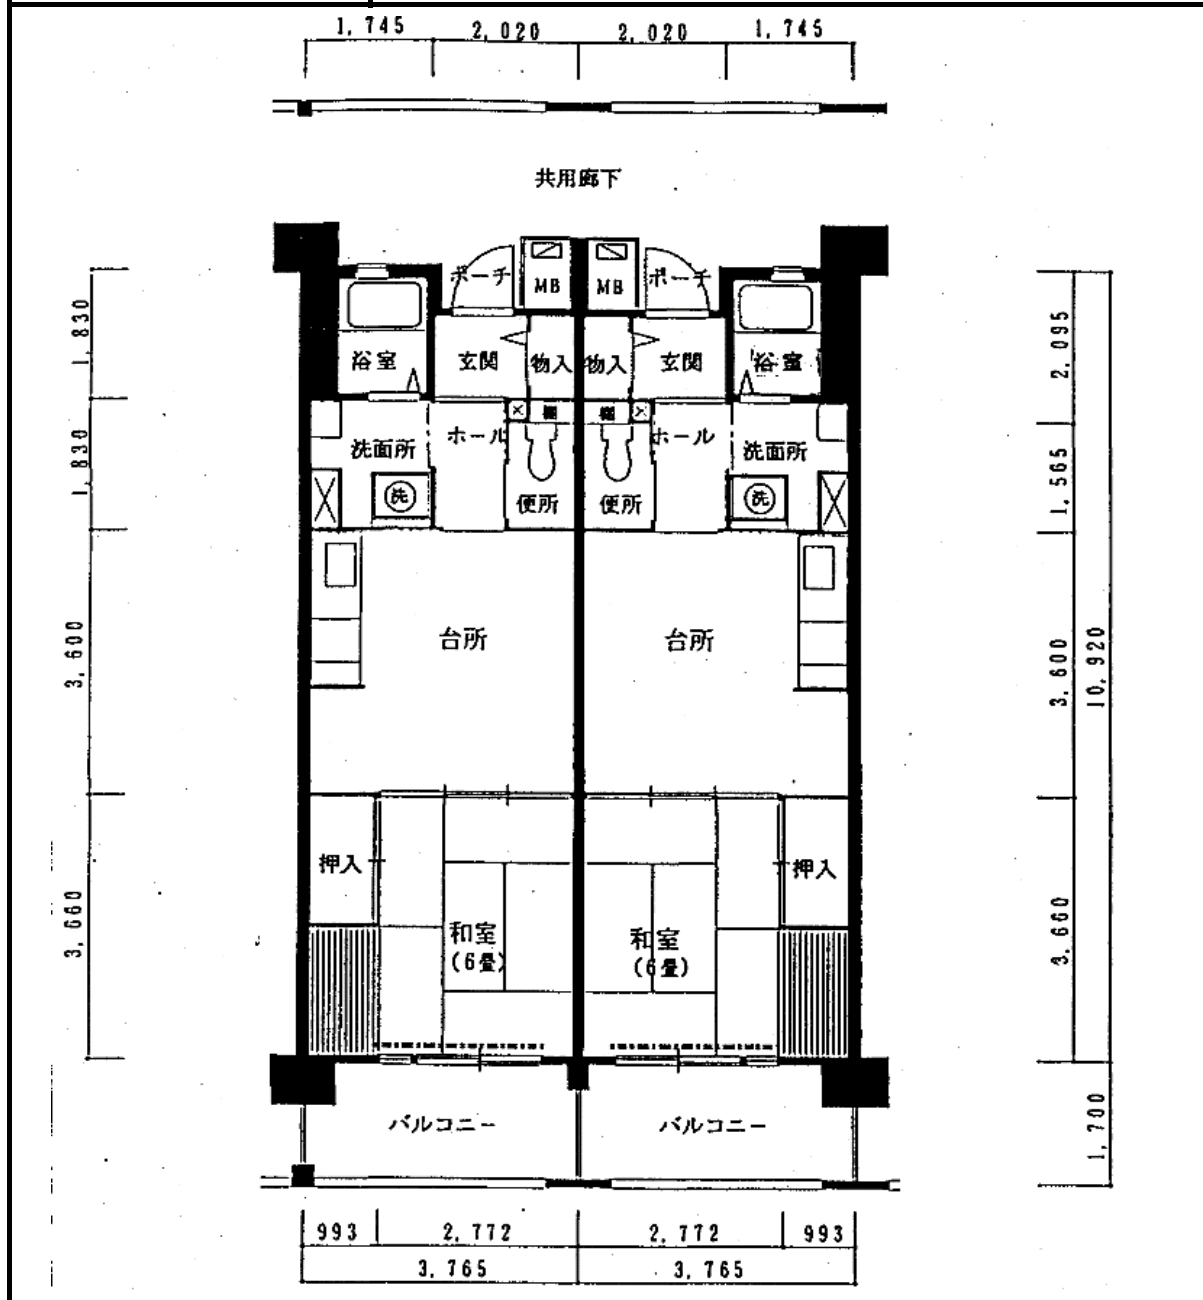 1,745 2,020 2,020 1,745
共用廊下
ポーチ MB MB ポーチ
浴室 玄関 物入 物入 玄関 浴室
棚 棚
洗面所 ホール ホール 洗面所
洗 便所 便所 洗
台所 台所
押入 押入
和室 和室
(6畳) (6畳)
バルコニー バルコニー
1,830
1,830
3,600
3,660
2,095
1,565
3,600
3,660
10,920
1,700
993 2,772 2,772 993
3,765 3,765